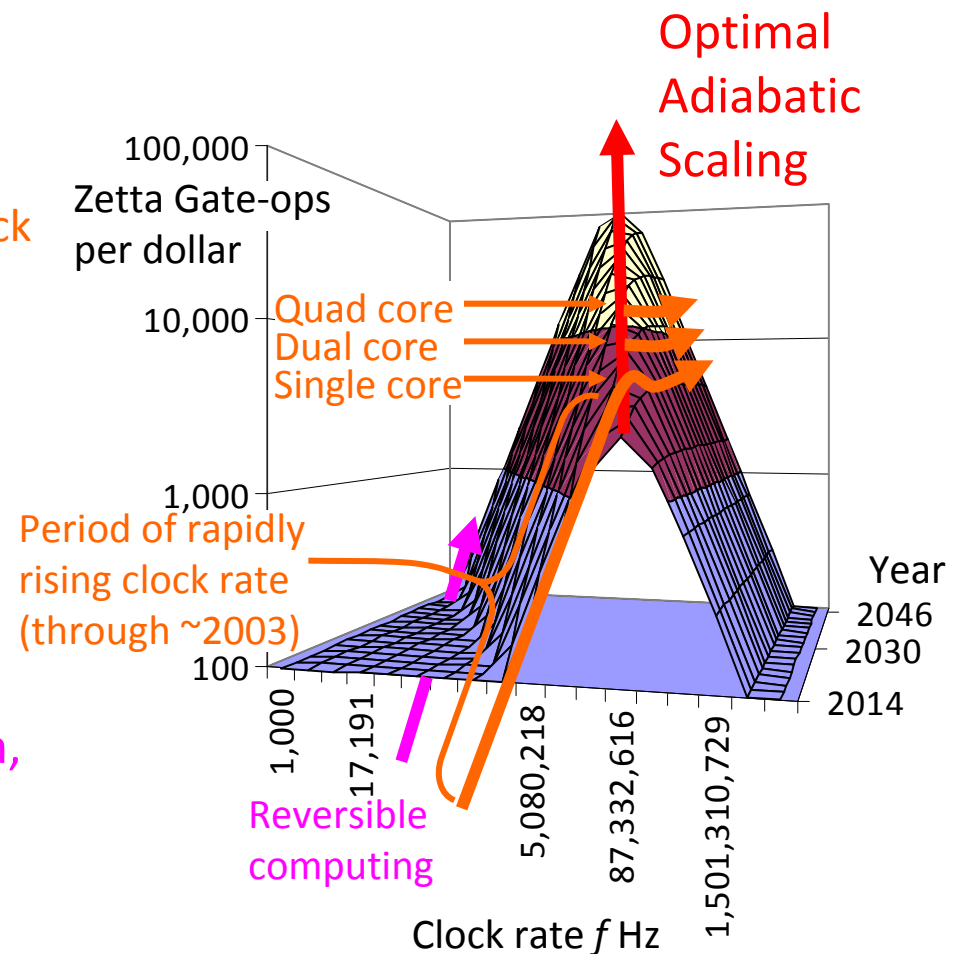 Optimal
Adiabatic
Scaling
100,000
Zetta Gate-ops
per dollar
10,000
Quad core
Dual core
Single core
1,000
Period of rapidly
rising clock rate
(through ~2003)
100
Year
2046
2030
2014
1,000
17,191
5,080,218
87,332,616
1,501,310,729
Reversible
computing
Clock rate f Hz